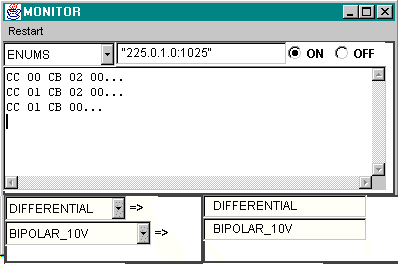 MONITOR
Restart
ENUMS "225.0.1.0:1025" ON OFF
CC 00 CB 02 00...
CC 01 CB 02 00...
CC 01 CB 00...
DIFFERENTIAL => DIFFERENTIAL
BIPOLAR_10V => BIPOLAR_10V